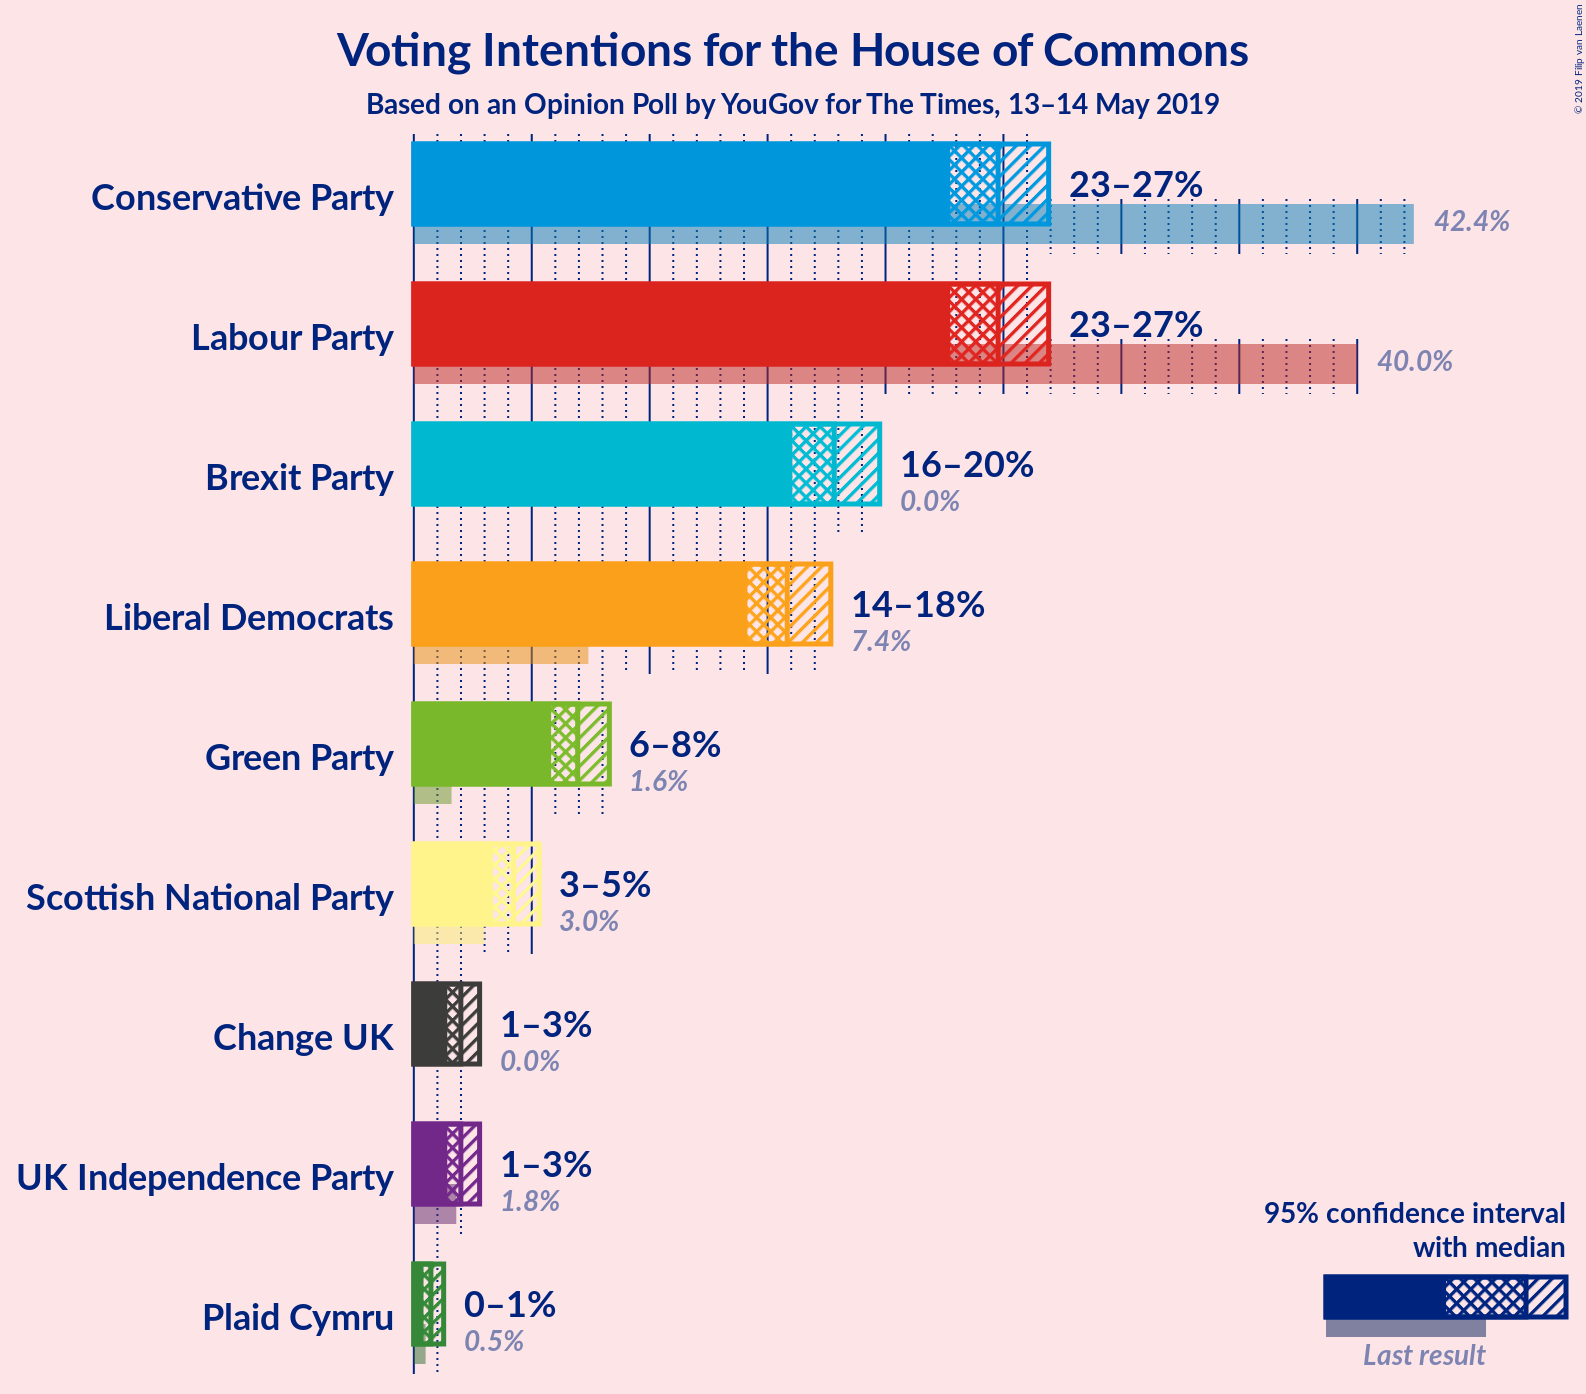 Voting Intentions for the House of Commons
Based on an Opinion Poll by YouGov for The Times, 13–14 May 2019
© 2019 Filip van Laenen
Conservative Party
23–27%
42.4%
Labour Party
23–27%
40.0%
Brexit Party
16–20%
0.0%
Liberal Democrats
14–18%
7.4%
Green Party
6–8%
1.6%
Scottish National Party
3–5%
3.0%
Change UK
1–3%
0.0%
UK Independence Party
1–3%
1.8%
Plaid Cymru
0–1%
0.5%
95% confidence interval
with median
Last result